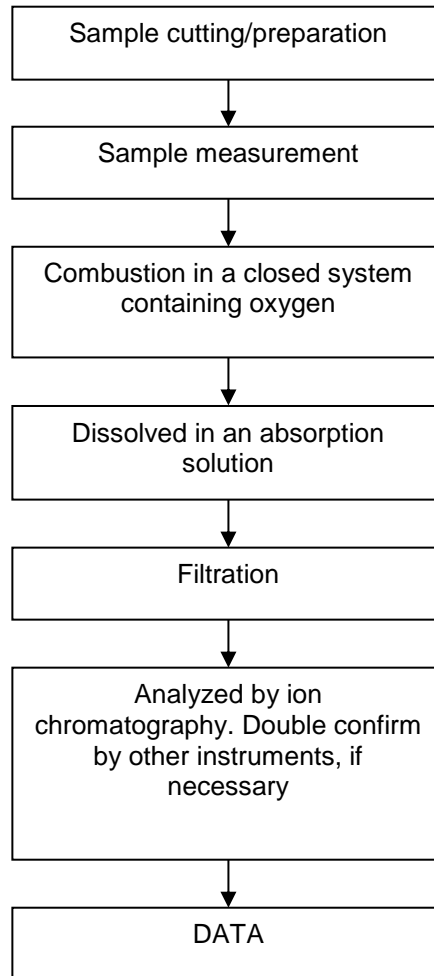 Sample cutting/preparation
Sample measurement
Combustion in a closed system
containing oxygen
Dissolved in an absorption
solution
Filtration
Analyzed by ion
chromatography. Double confirm
by other instruments, if
necessary
DATA